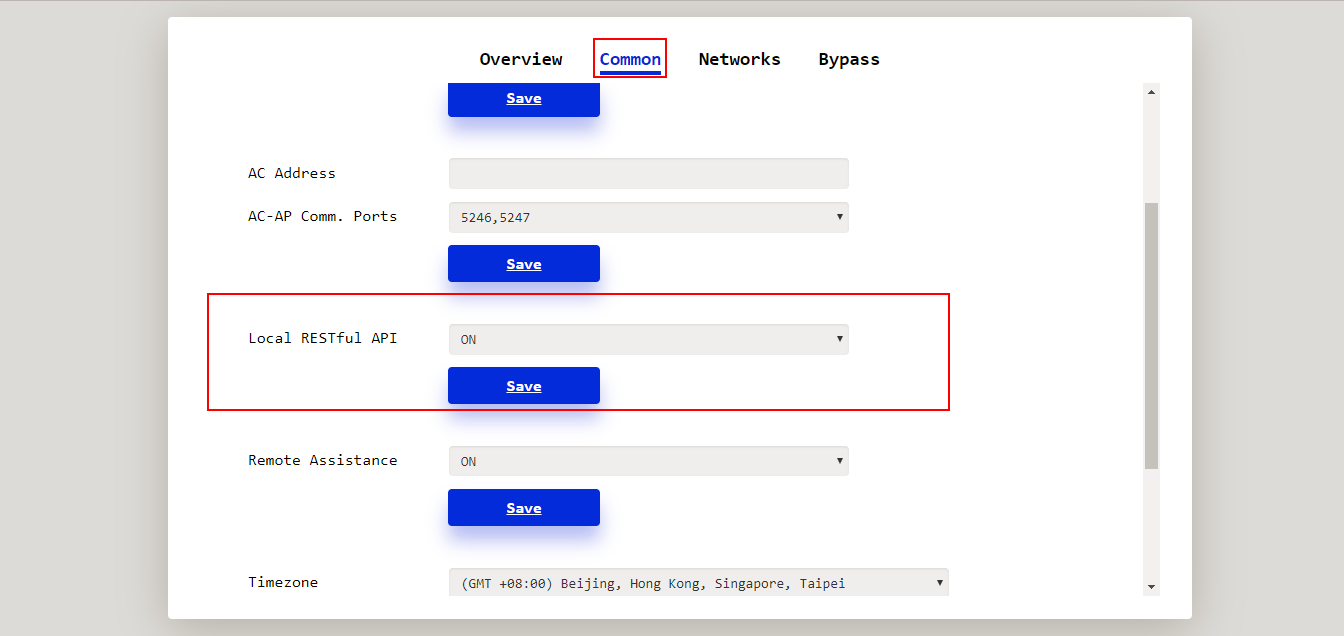 Overview Common Networks Bypass
Save
AC Address
AC-AP Comm. Ports 5246,5247
Save
Local RESTful API ON
Save
Remote Assistance ON
Save
Timezone (GMT +08:00) Beijing, Hong Kong, Singapore, Taipei